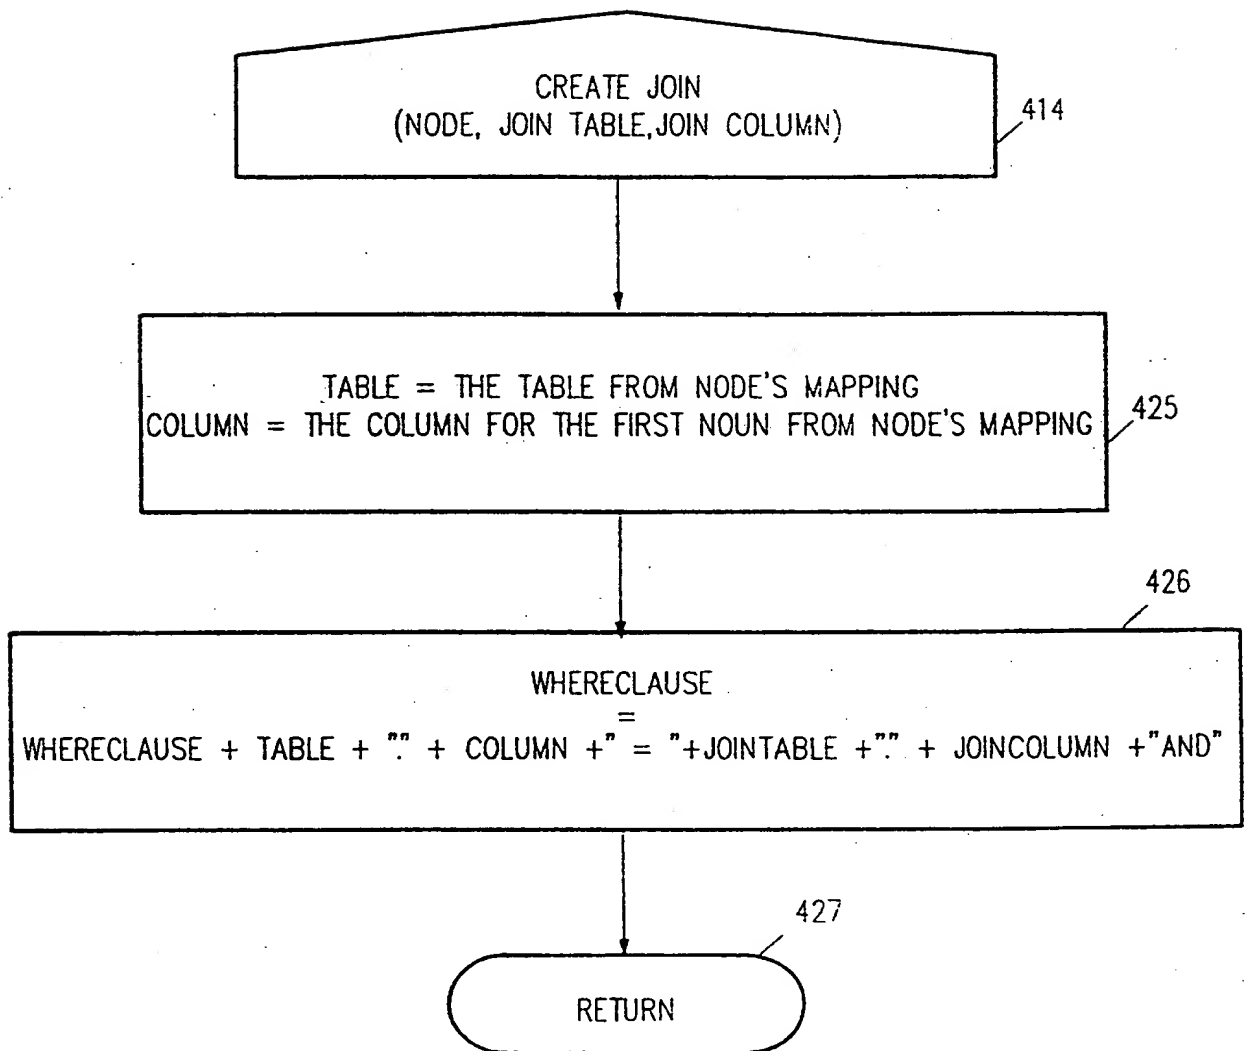 CREATE JOIN
(NODE, JOIN TABLE,JOIN COLUMN)
414
TABLE = THE TABLE FROM NODE'S MAPPING
COLUMN = THE COLUMN FOR THE FIRST NOUN FROM NODE'S MAPPING
425
426
WHERECLAUSE
=
WHERECLAUSE + TABLE + "." + COLUMN +" = "+JOINTABLE +"." + JOINCOLUMN +"AND"
427
RETURN